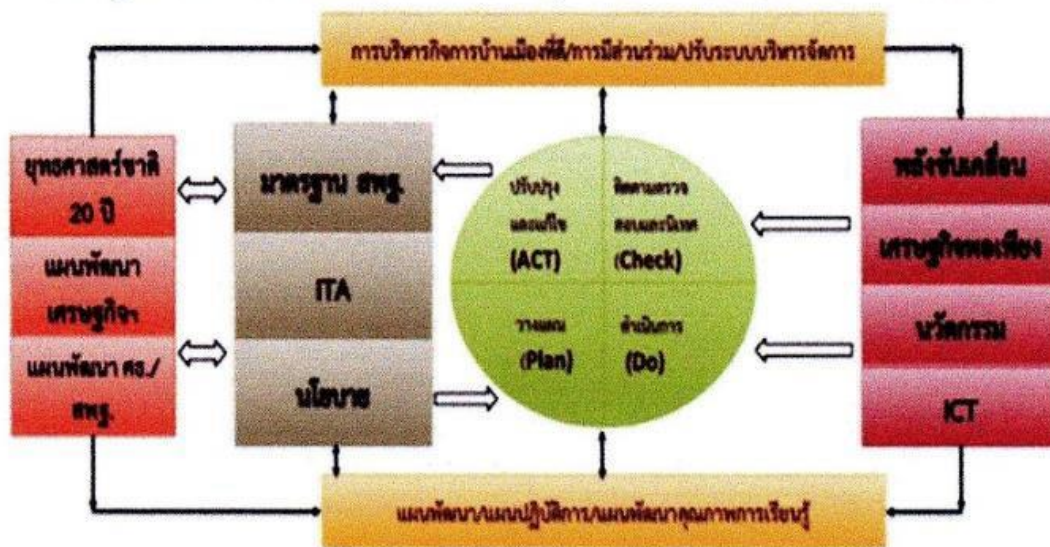 การบริหารกิจการบ้านเมืองที่ดี/การมีส่วนร่วม/ปรับระบบบริหารจัดการ
ยุทธศาสตร์ชาติ
20 ปี
แผนพัฒนา
เศรษฐกิจฯ
แผนพัฒนา ศธ./
สพฐ.
มาตรฐาน สพฐ.
ITA
นโยบาย
ปรับปรุง
และแก้ไข
(ACT)
ติดตามตรวจ
สอบและนิเทศ
(Check)
วางแผน
(Plan)
ดำเนินการ
(Do)
พลังขับเคลื่อน
เศรษฐกิจพอเพียง
นวัตกรรม
ICT
แผนพัฒนา/แผนปฏิบัติการ/แผนพัฒนาคุณภาพการเรียนรู้